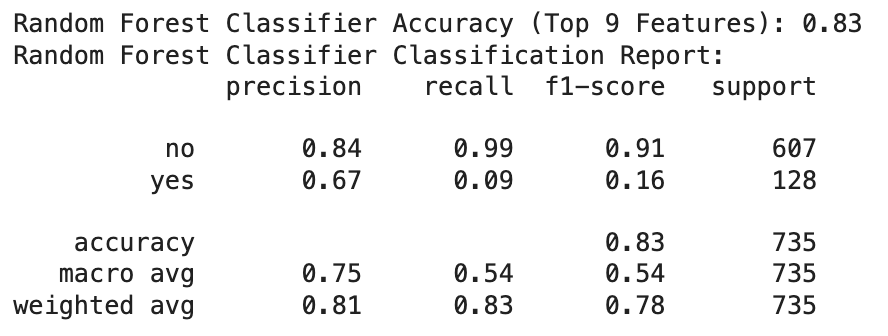 Random Forest Classifier Accuracy (Top 9 Features): 0.83
Random Forest Classifier Classification Report:
precision recall f1-score support
no 0.84 0.99 0.91 607
yes 0.67 0.09 0.16 128
accuracy 0.83 735
macro avg 0.75 0.54 0.54 735
weighted avg 0.81 0.83 0.78 735